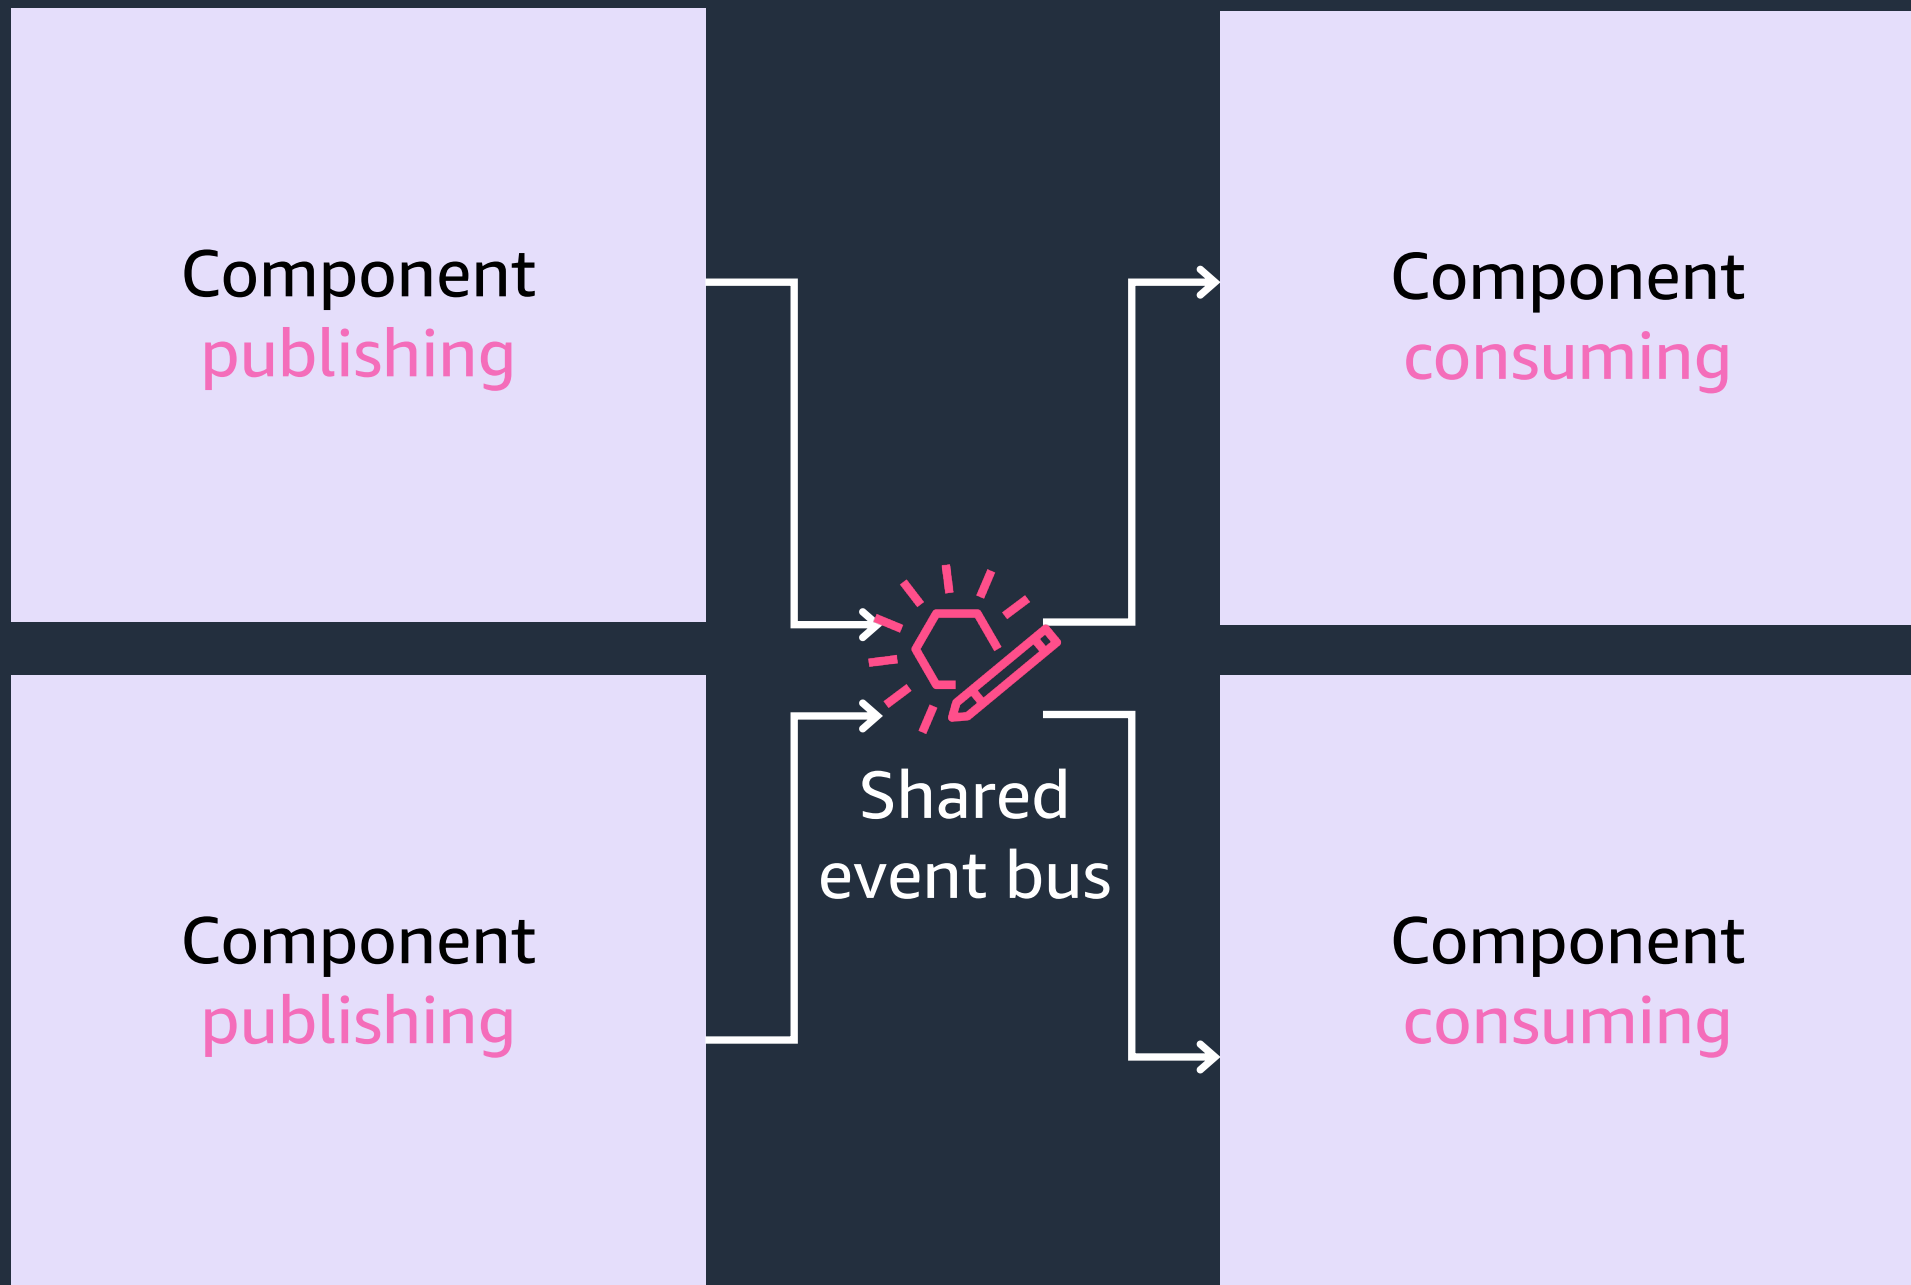 Component
publishing
Component
consuming
Shared
event bus
Component
publishing
Component
consuming